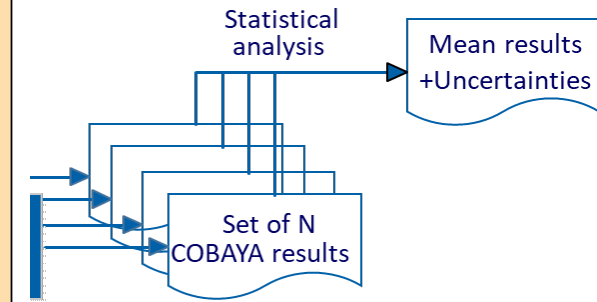 Statistical
analysis
Mean results
+Uncertainties
Set of N
COBAYA results